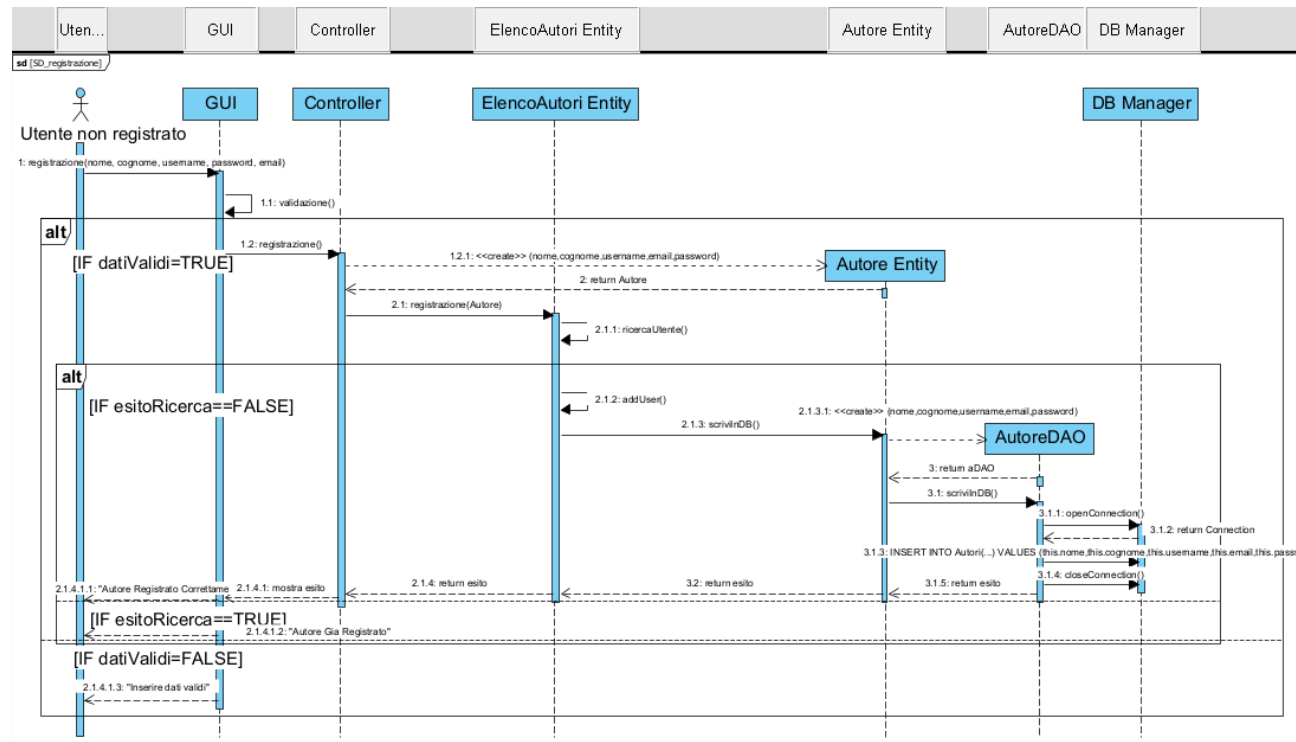 Uten...
GUI
Controller
ElencoAutori Entity
Autore Entity
AutoreDAO
DB Manager
sd [SD_registrazione]
GUI
Controller
ElencoAutori Entity
DB Manager
Utente non registrato
1: registrazione(nome, cognome, username, password, email)
1.1: validazione()
alt
1.2: registrazione()
[IF datiValidi=TRUE]
1.2.1: <<create>> (nome,cognome,username,email,password)
Autore Entity
2: return Autore
2.1: registrazione(Autore)
2.1.1: ricercaUtente()
alt
[IF esitoRicerca==FALSE]
2.1.2: addUser()
2.1.3.1: <<create>> (nome,cognome,username,email,password)
2.1.3: scriviInDB()
AutoreDAO
3: return aDAO
3.1: scriviInDB()
3.1.1: openConnection()
3.1.2: return Connection
3.1.3: INSERT INTO Autori(...) VALUES (this.nome,this.cognome,this.username,this.email,this.passw
3.1.4: closeConnection()
3.1.5: return esito
3.2: return esito
2.1.4: return esito
2.1.4.1: mostra esito
2.1.4.1.1: "Autore Registrato Correttame
[IF esitoRicerca==TRUE]
2.1.4.1.2: "Autore Gia Registrato"
[IF datiValidi=FALSE]
2.1.4.1.3: "Inserire dati validi"